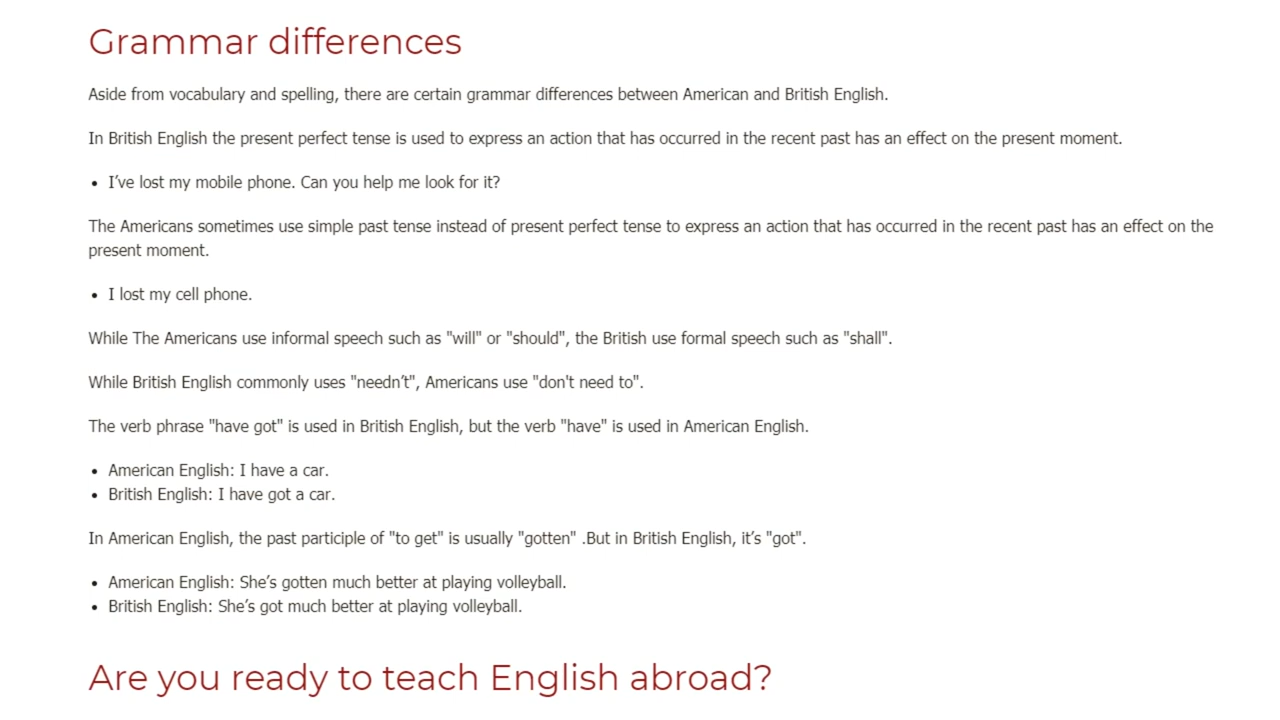 Grammar differences
Aside from vocabulary and spelling, there are certain grammar differences between American and British English.
In British English the present perfect tense is used to express an action that has occurred in the recent past has an effect on the present moment.
• I’ve lost my mobile phone. Can you help me look for it?
The Americans sometimes use simple past tense instead of present perfect tense to express an action that has occurred in the recent past has an effect on the
present moment.
• I lost my cell phone.
While The Americans use informal speech such as "will" or "should", the British use formal speech such as "shall".
While British English commonly uses "needn’t", Americans use "don't need to".
The verb phrase "have got" is used in British English, but the verb "have" is used in American English.
• American English: I have a car.
• British English: I have got a car.
In American English, the past participle of "to get" is usually "gotten" .But in British English, it’s "got".
• American English: She’s gotten much better at playing volleyball.
• British English: She’s got much better at playing volleyball.
Are you ready to teach English abroad?